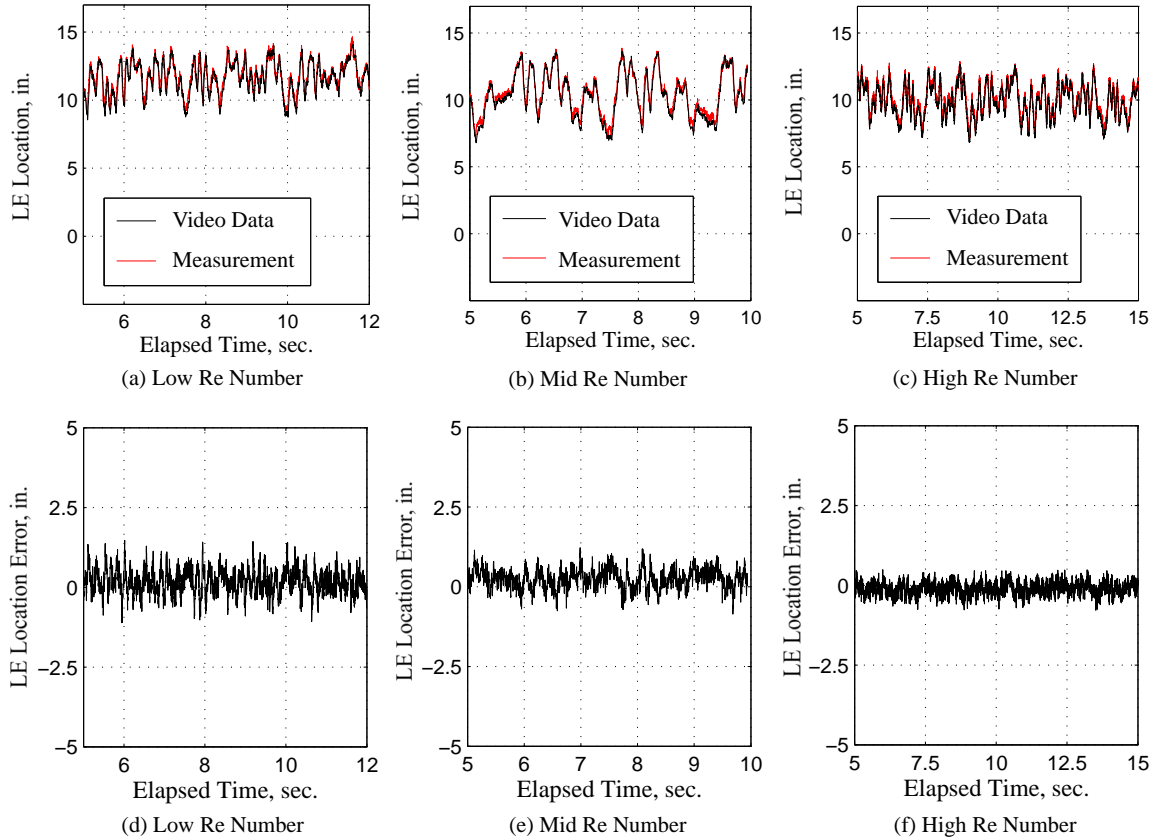 LE Location, in.
15
10
5
0
Video Data
Measurement
6
8
10
12
Elapsed Time, sec.
(a) Low Re Number
LE Location, in.
15
10
5
0
Video Data
Measurement
5
6
7
8
9
10
Elapsed Time, sec.
(b) Mid Re Number
LE Location, in.
15
10
5
0
Video Data
Measurement
5
7.5
10
12.5
15
Elapsed Time, sec.
(c) High Re Number
LE Location Error, in.
5
2.5
0
−2.5
−5
6
8
10
12
Elapsed Time, sec.
(d) Low Re Number
LE Location Error, in.
5
2.5
0
−2.5
−5
5
6
7
8
9
10
Elapsed Time, sec.
(e) Mid Re Number
LE Location Error, in.
5
2.5
0
−2.5
−5
5
7.5
10
12.5
15
Elapsed Time, sec.
(f) High Re Number